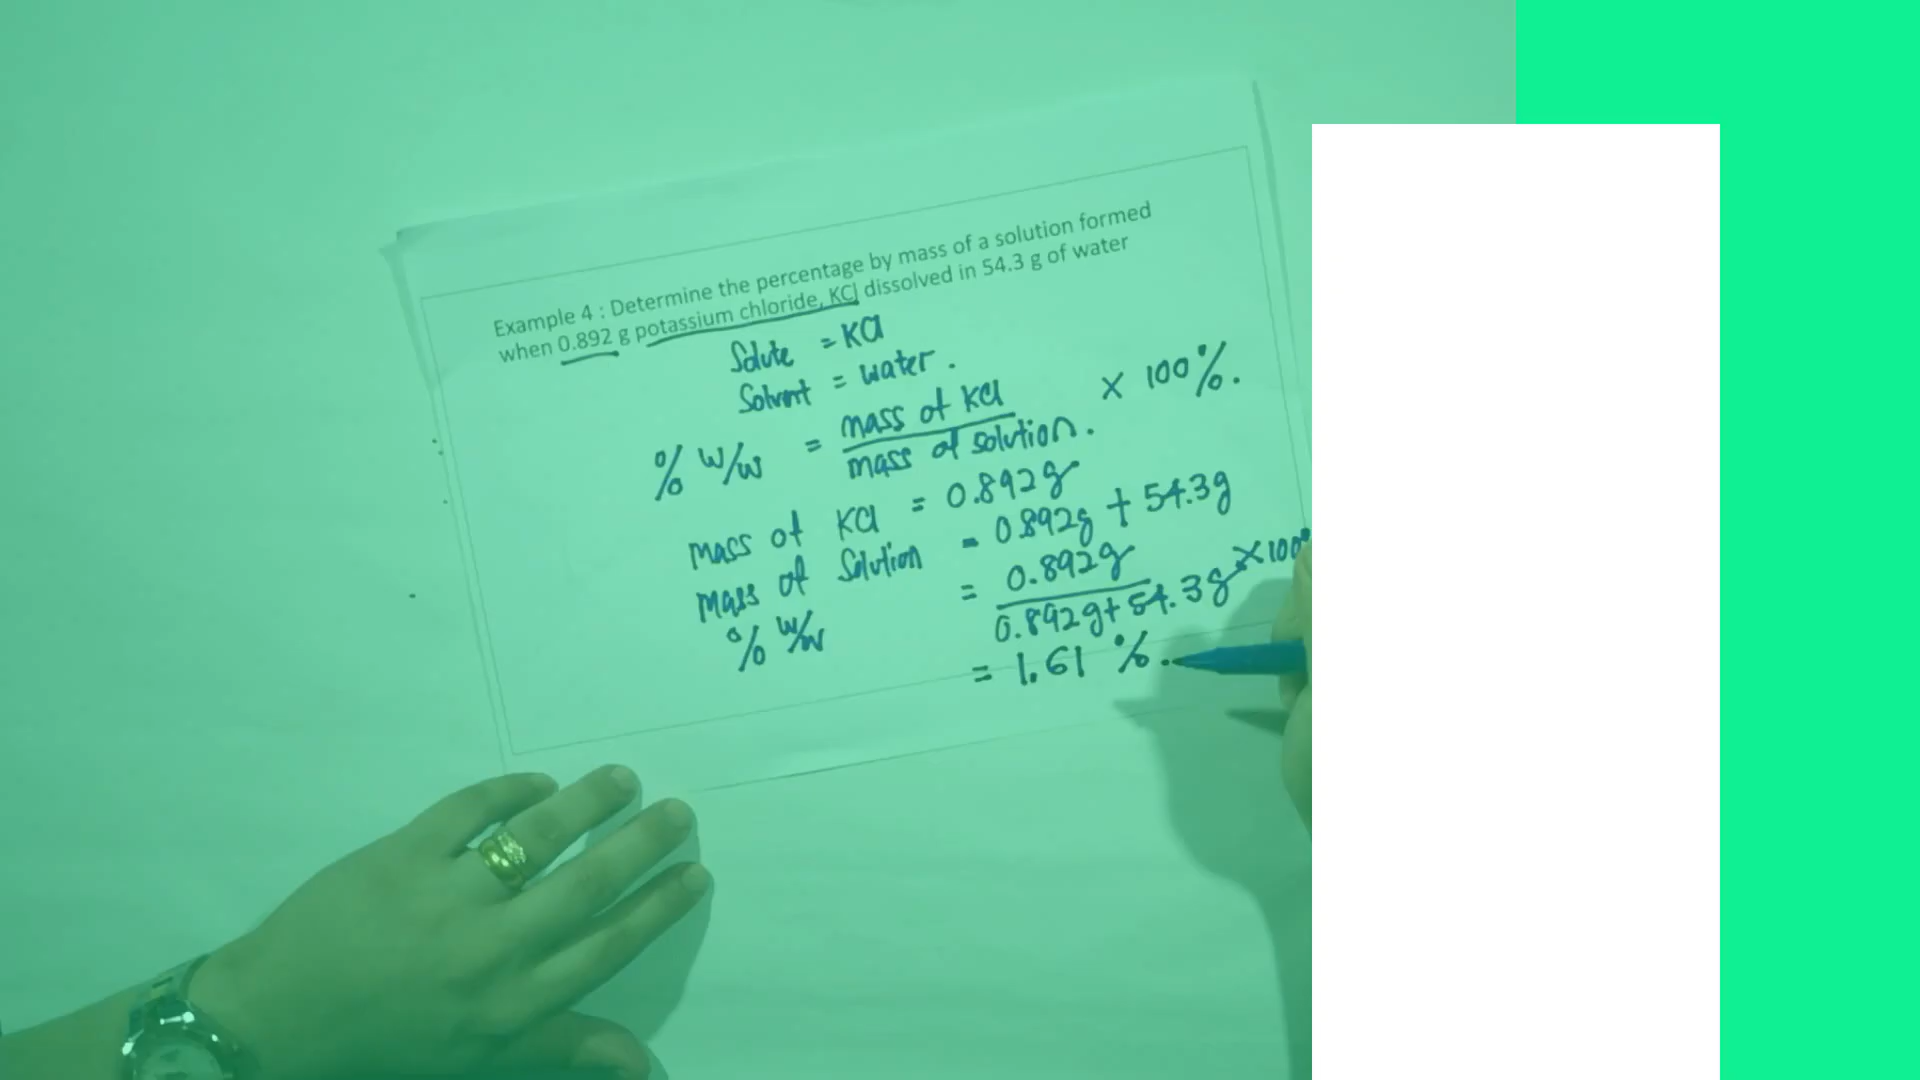 Example 4 : Determine the percentage by mass of a solution formed
when 0.892 g potassium chloride, KCl dissolved in 54.3 g of water
Solute = KCl
Solvent = water.
% w/w = mass of KCl / mass of solution. × 100%.
mass of KCl = 0.892g
mass of solution = 0.892g + 54.3g
% w/w = 0.892g / 0.892g + 54.3g × 100
= 1.61 %.